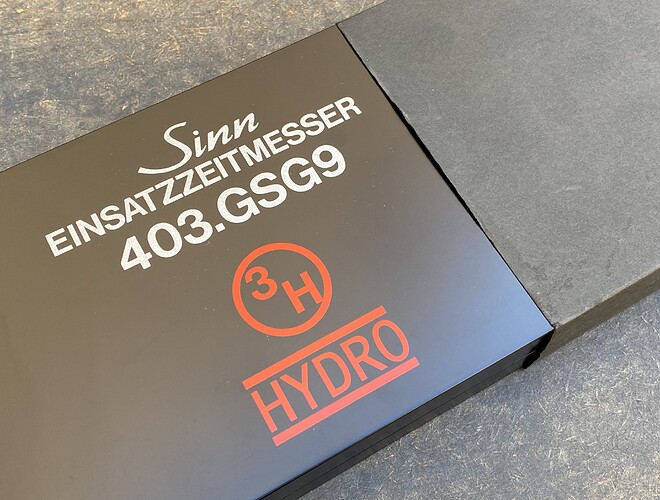 Sinn
EINSATZZEITMESSER
403.GSG9
3H
HYDRO